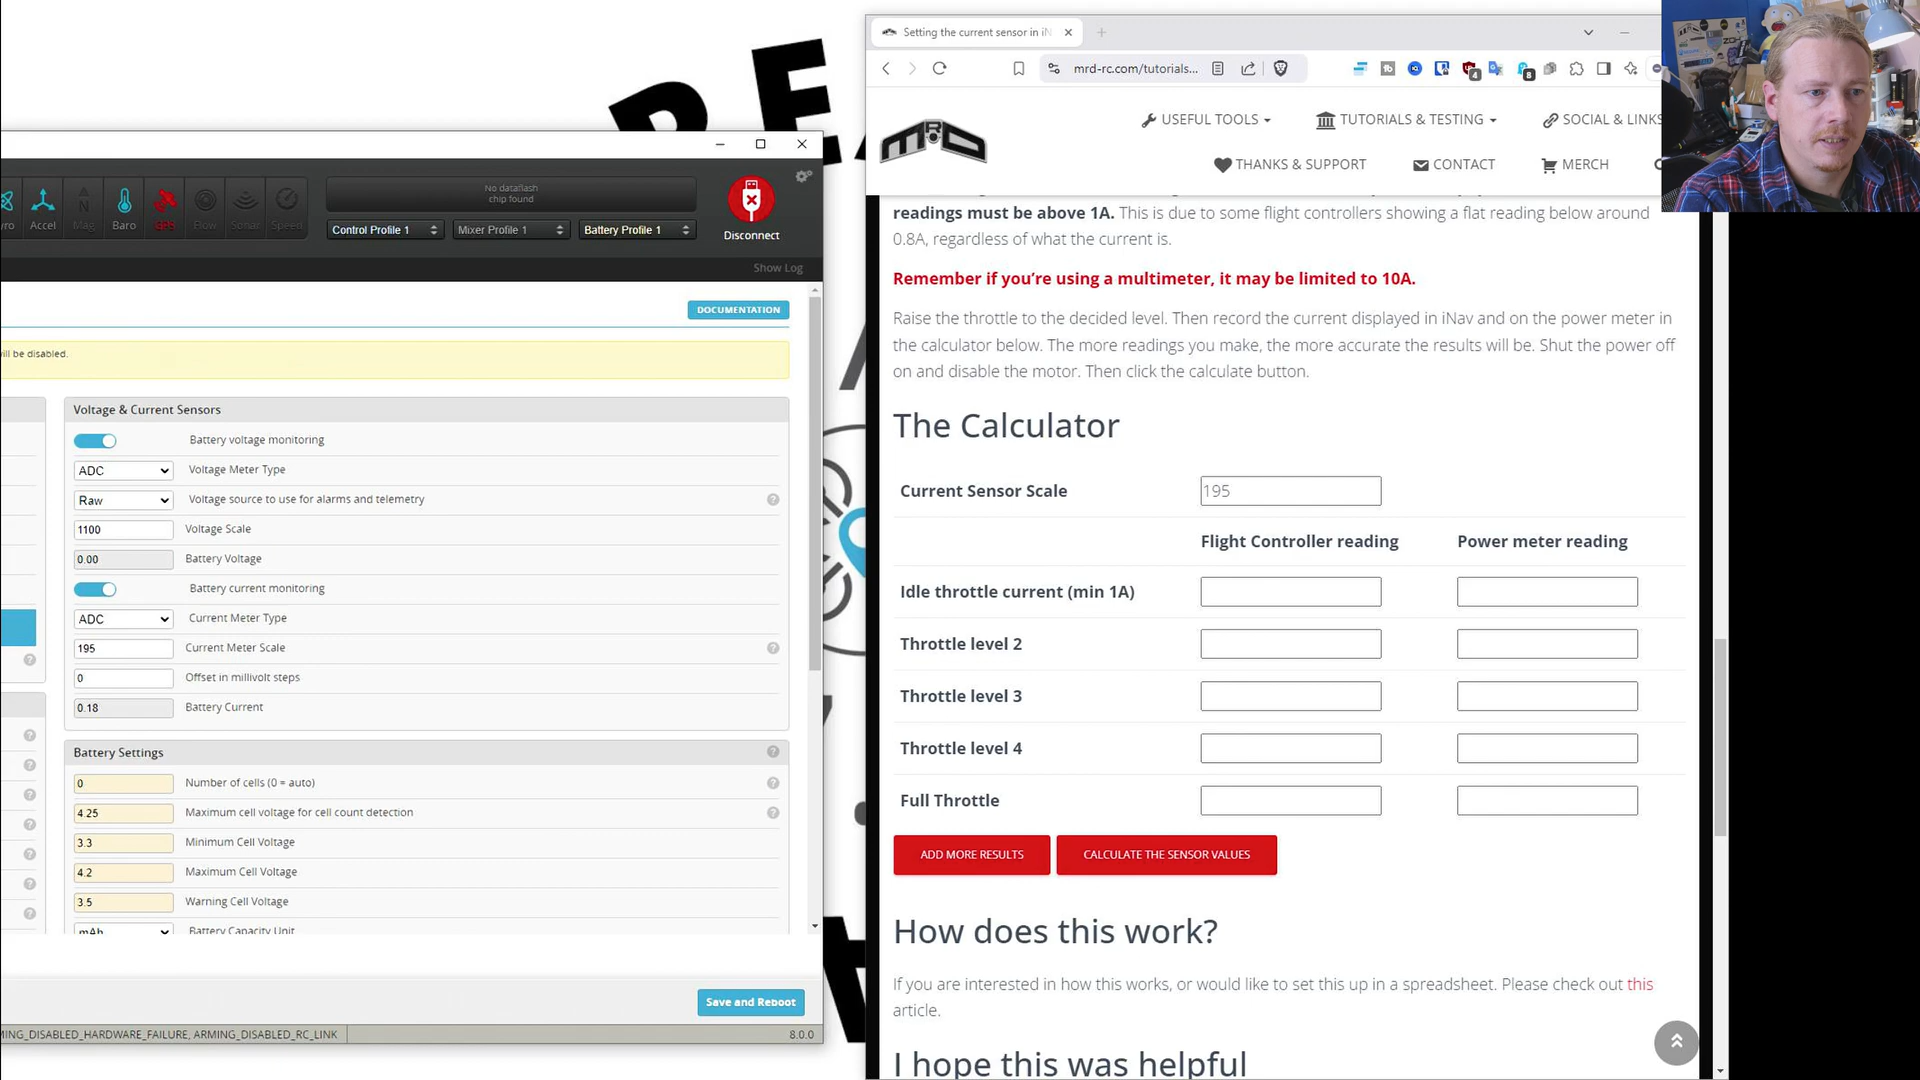 Setting the current sensor in iN
mrd-rc.com/tutorials...
4
8
USEFUL TOOLS
TUTORIALS & TESTING
SOCIAL & LINKS
THANKS & SUPPORT
CONTACT
MERCH
readings must be above 1A. This is due to some flight controllers showing a flat reading below around
0.8A, regardless of what the current is.
Remember if you're using a multimeter, it may be limited to 10A.
Raise the throttle to the decided level. Then record the current displayed in iNav and on the power meter in
the calculator below. The more readings you make, the more accurate the results will be. Shut the power off
on and disable the motor. Then click the calculate button.
The Calculator
Current Sensor Scale 195
Flight Controller reading Power meter reading
Idle throttle current (min 1A)
Throttle level 2
Throttle level 3
Throttle level 4
Full Throttle
ADD MORE RESULTS CALCULATE THE SENSOR VALUES
How does this work?
If you are interested in how this works, or would like to set this up in a spreadsheet. Please check out this
article.
I hope this was helpful
yro Accel Mag Baro GPS Flow Sonar Speed
No dataflash
chip found
Control Profile 1 Mixer Profile 1 Battery Profile 1
Disconnect
Show Log
DOCUMENTATION
ill be disabled.
Voltage & Current Sensors
Battery voltage monitoring
ADC Voltage Meter Type
Raw Voltage source to use for alarms and telemetry
1100 Voltage Scale
0.00 Battery Voltage
Battery current monitoring
ADC Current Meter Type
195 Current Meter Scale
0 Offset in millivolt steps
0.18 Battery Current
Battery Settings
0 Number of cells (0 = auto)
4.25 Maximum cell voltage for cell count detection
3.3 Minimum Cell Voltage
4.2 Maximum Cell Voltage
3.5 Warning Cell Voltage
mAh Battery Capacity Unit
Save and Reboot
MING_DISABLED_HARDWARE_FAILURE, ARMING_DISABLED_RC_LINK 8.0.0